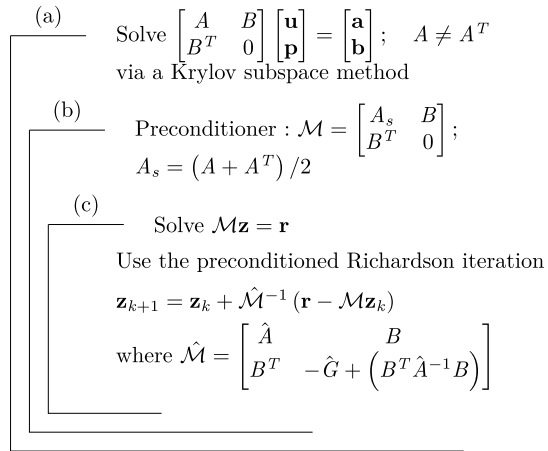 (a)
Solve [A B; B^T 0] [u; p] = [a; b] ; A ≠ A^T
via a Krylov subspace method
(b)
Preconditioner : ℳ = [A_s B; B^T 0] ;
A_s = (A + A^T) /2
(c)
Solve ℳz = r
Use the preconditioned Richardson iteration
z_{k+1} = z_k + ℳ̂^{-1} (r − ℳz_k)
where ℳ̂ = [Â B; B^T −Ĝ + (B^T Â^{-1} B)]